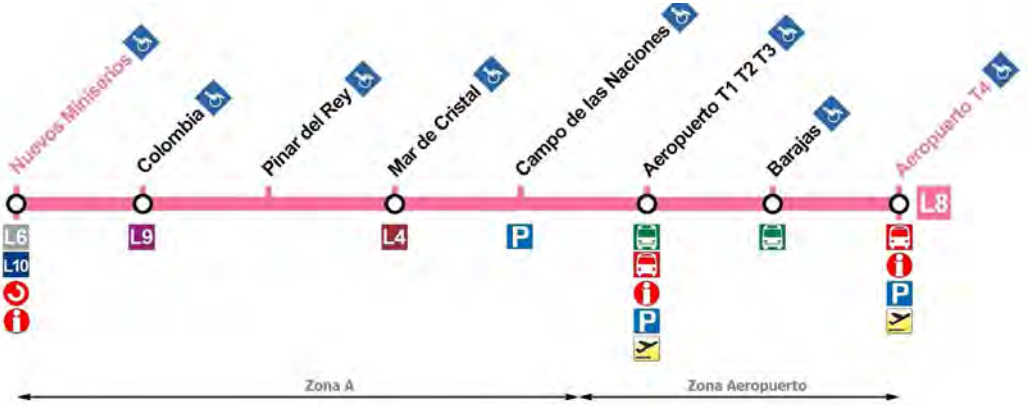 Nuevos Miniserios
Colombia
Pinar del Rey
Mar de Cristal
Campo de las Naciones
Aeropuerto T1 T2 T3
Barajas
Aeropuerto T4
L8
L6
L9
L4
P
L10
P
P
Zona A
Zona Aeropuerto